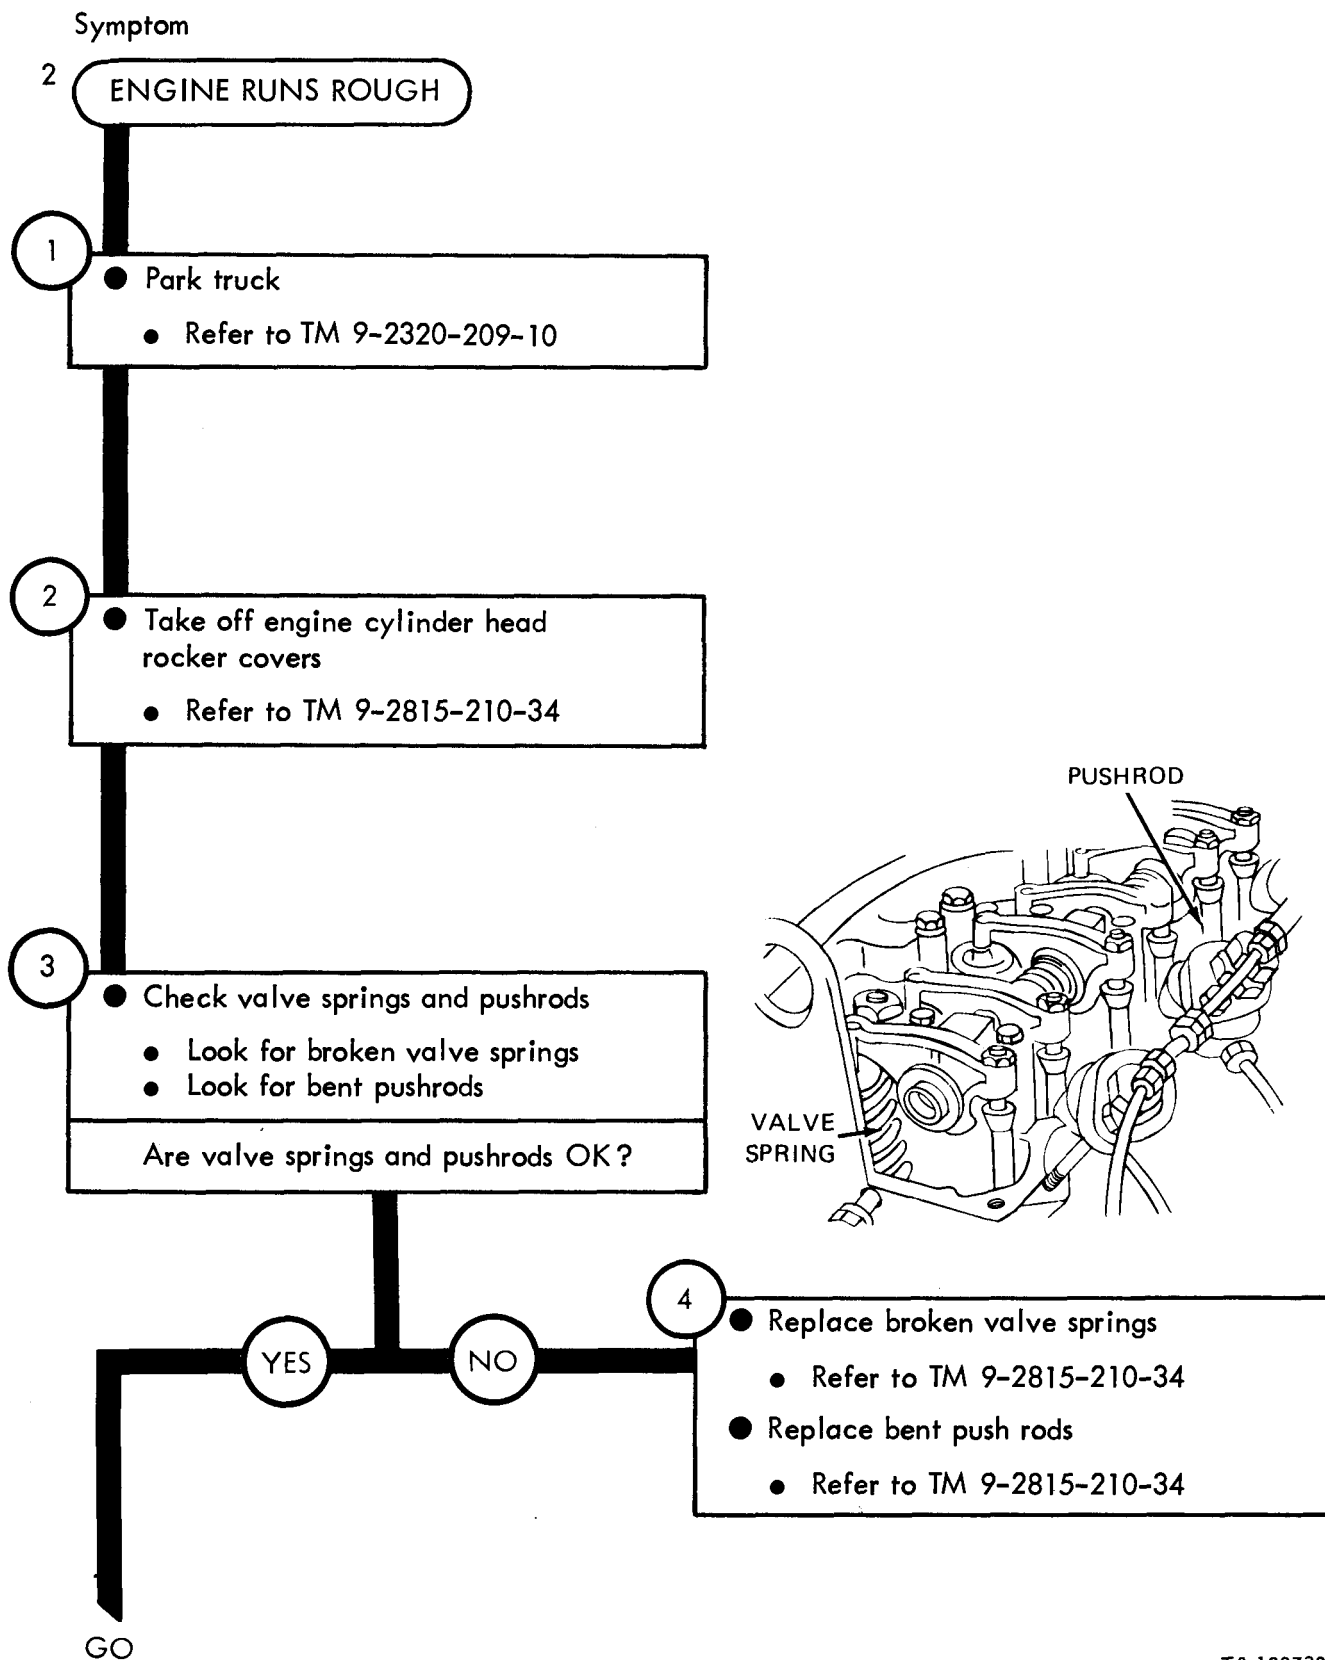 Symptom
2 ENGINE RUNS ROUGH
1
● Park truck
● Refer to TM 9-2320-209-10
2
● Take off engine cylinder head
rocker covers
● Refer to TM 9-2815-210-34
3
● Check valve springs and pushrods
● Look for broken valve springs
● Look for bent pushrods
Are valve springs and pushrods OK?
PUSHROD
VALVE
SPRING
YES
NO
4
● Replace broken valve springs
● Refer to TM 9-2815-210-34
● Replace bent push rods
● Refer to TM 9-2815-210-34
GO